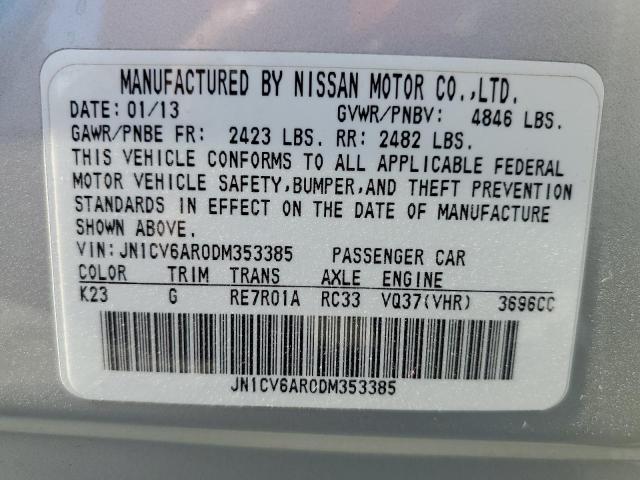 MANUFACTURED BY NISSAN MOTOR CO.,LTD.
DATE: 01/13 GVWR/PNBV: 4846 LBS.
GAWR/PNBE FR: 2423 LBS. RR: 2482 LBS.
THIS VEHICLE CONFORMS TO ALL APPLICABLE FEDERAL
MOTOR VEHICLE SAFETY,BUMPER,AND THEFT PREVENTION
STANDARDS IN EFFECT ON THE DATE OF MANUFACTURE
SHOWN ABOVE.
VIN: JN1CV6AR0DM353385 PASSENGER CAR
COLOR TRIM TRANS AXLE ENGINE
K23 G RE7R01A RC33 VQ37(VHR) 3696CC
JN1CV6AR0DM353385